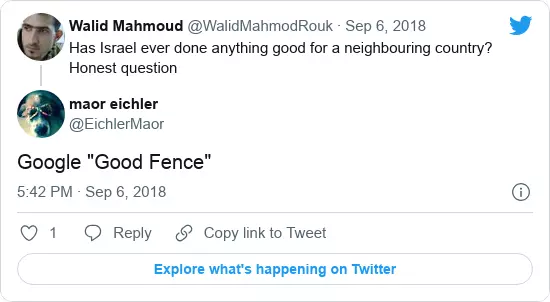 Walid Mahmoud @WalidMahmodRouk · Sep 6, 2018
Has Israel ever done anything good for a neighbouring country?
Honest question
maor eichler
@EichlerMaor
Google "Good Fence"
5:42 PM · Sep 6, 2018
1 Reply Copy link to Tweet
Explore what's happening on Twitter